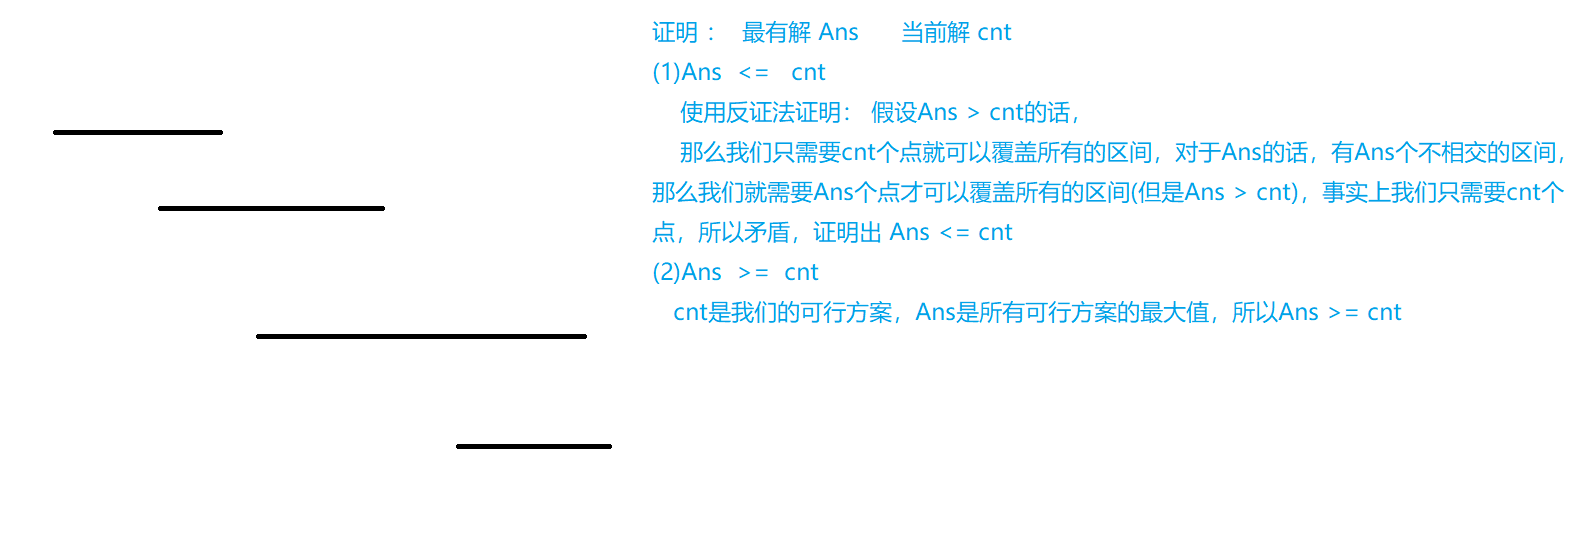 证明： 最有解 Ans 当前解 cnt
(1)Ans <= cnt
使用反证法证明： 假设Ans > cnt的话，
那么我们只需要cnt个点就可以覆盖所有的区间，对于Ans的话，有Ans个不相交的区间，
那么我们就需要Ans个点才可以覆盖所有的区间(但是Ans > cnt)，事实上我们只需要cnt个
点，所以矛盾，证明出 Ans <= cnt
(2)Ans >= cnt
cnt是我们的可行方案，Ans是所有可行方案的最大值，所以Ans >= cnt